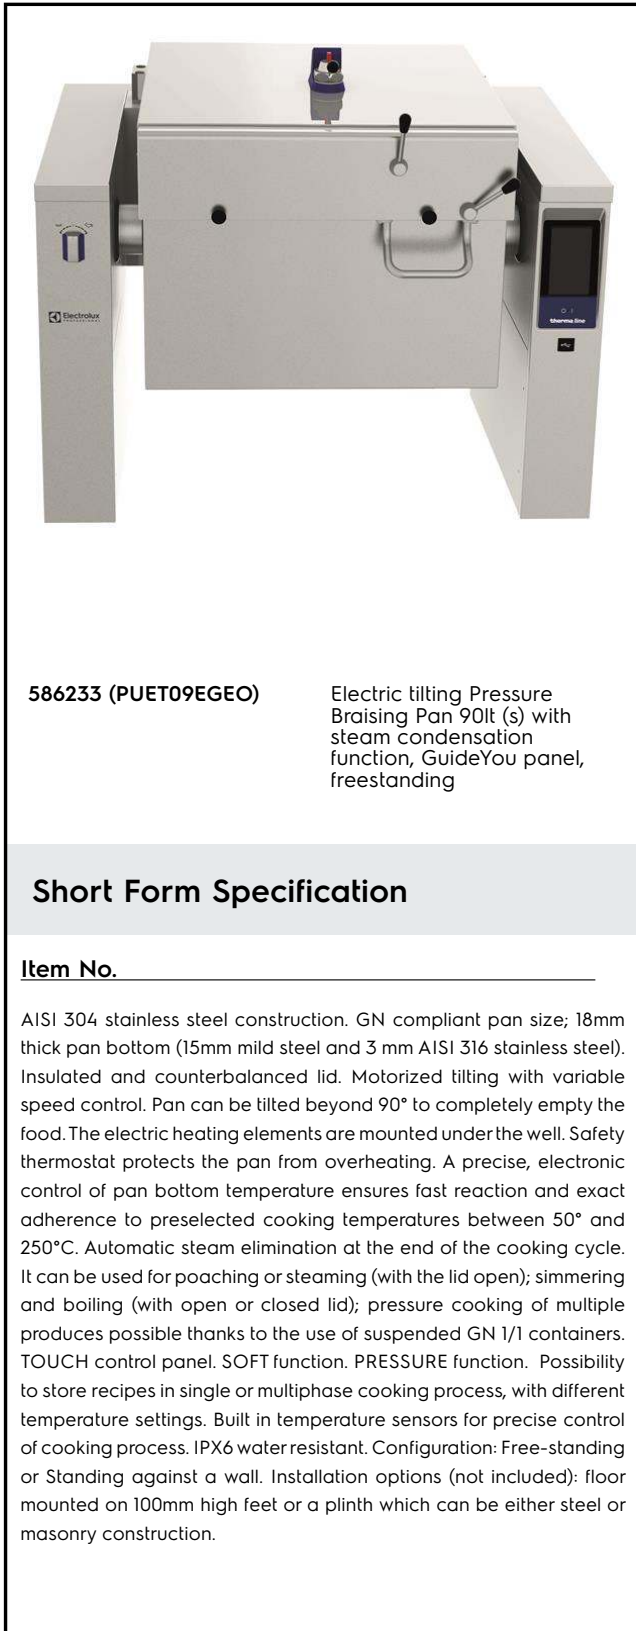 Electrolux
PROFESSIONAL
therma line
586233 (PUET09EGEO)
Electric tilting Pressure
Braising Pan 90lt (s) with
steam condensation
function, GuideYou panel,
freestanding
Short Form Specification
Item No.
AISI 304 stainless steel construction. GN compliant pan size; 18mm
thick pan bottom (15mm mild steel and 3 mm AISI 316 stainless steel).
Insulated and counterbalanced lid. Motorized tilting with variable
speed control. Pan can be tilted beyond 90° to completely empty the
food. The electric heating elements are mounted under the well. Safety
thermostat protects the pan from overheating. A precise, electronic
control of pan bottom temperature ensures fast reaction and exact
adherence to preselected cooking temperatures between 50° and
250°C. Automatic steam elimination at the end of the cooking cycle.
It can be used for poaching or steaming (with the lid open); simmering
and boiling (with open or closed lid); pressure cooking of multiple
produces possible thanks to the use of suspended GN 1/1 containers.
TOUCH control panel. SOFT function. PRESSURE function. Possibility
to store recipes in single or multiphase cooking process, with different
temperature settings. Built in temperature sensors for precise control
of cooking process. IPX6 water resistant. Configuration: Free-standing
or Standing against a wall. Installation options (not included): floor
mounted on 100mm high feet or a plinth which can be either steel or
masonry construction.